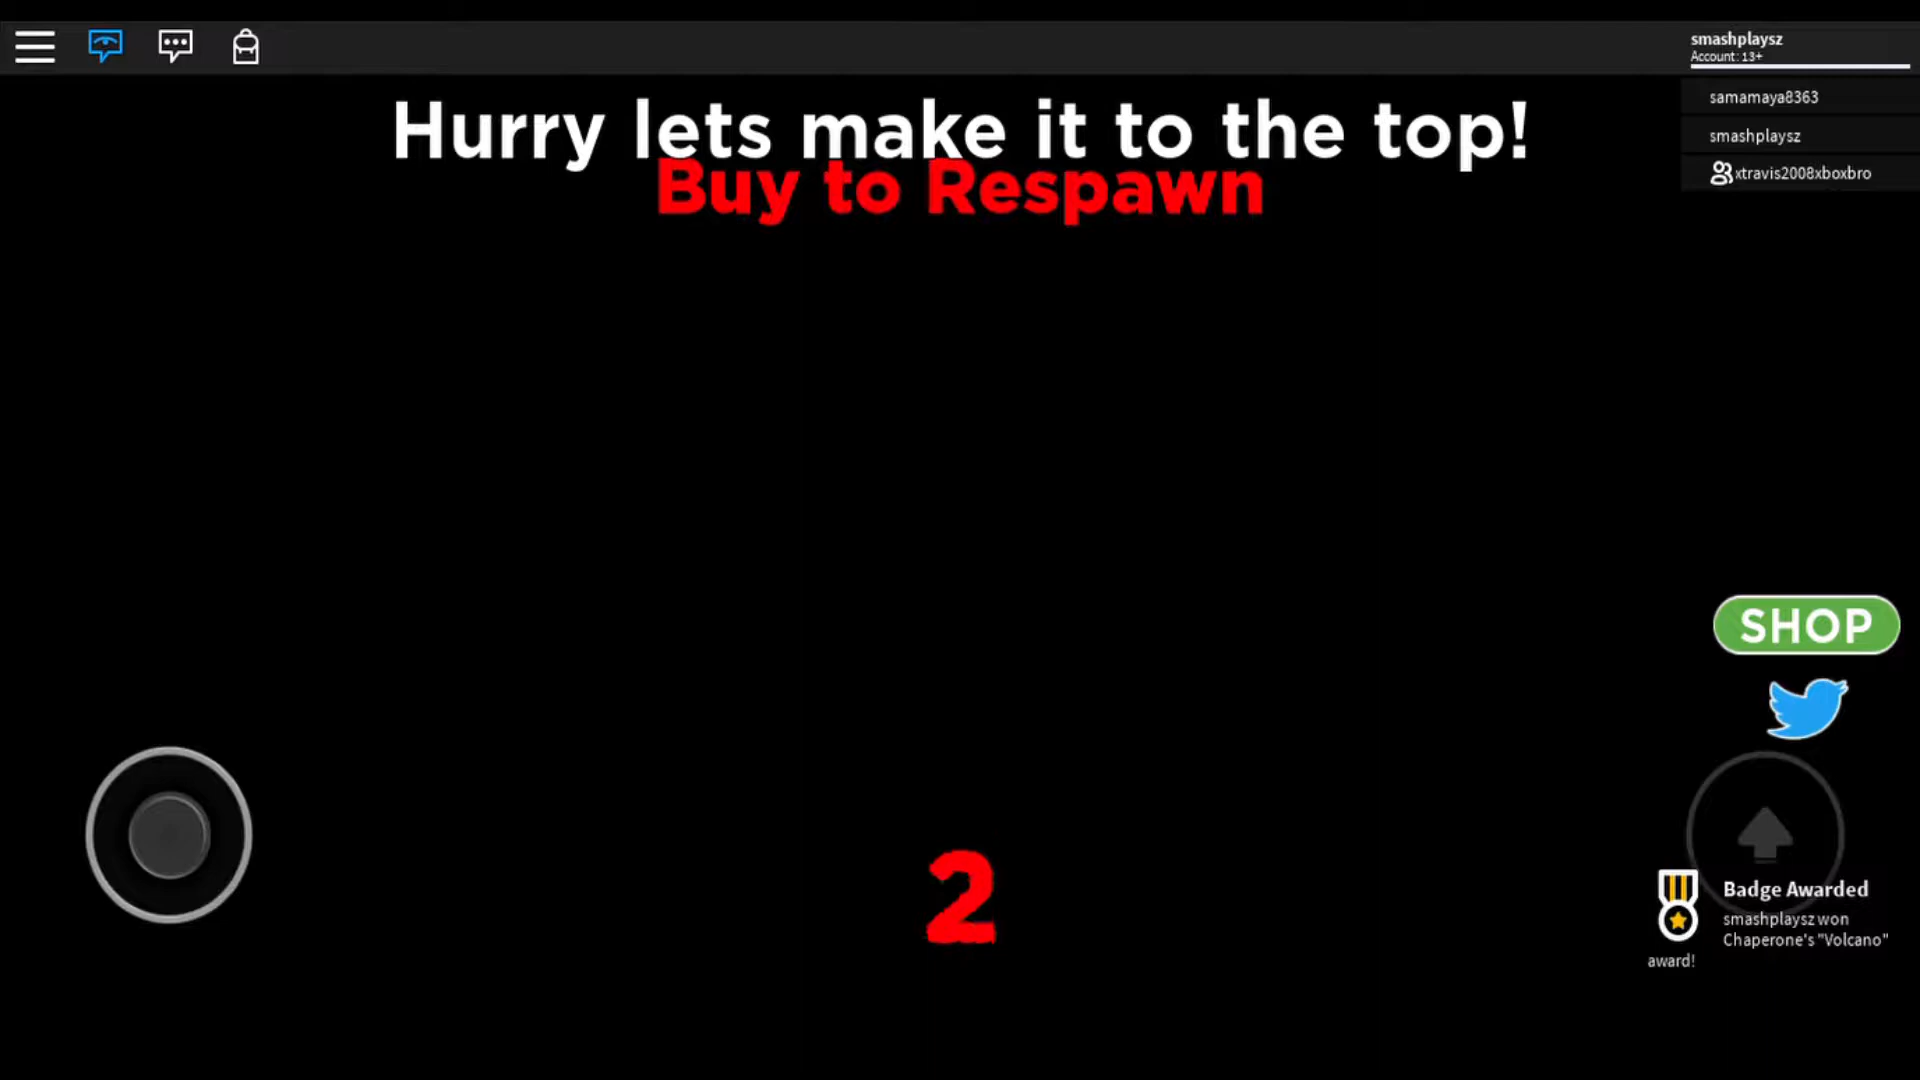 smashplaysz
Account: 13+
samamaya8363
smashplaysz
xtravis2008xboxbro
Hurry lets make it to the top!
Buy to Respawn
SHOP
2
Badge Awarded
smashplaysz won
Chaperone's "Volcano"
award!